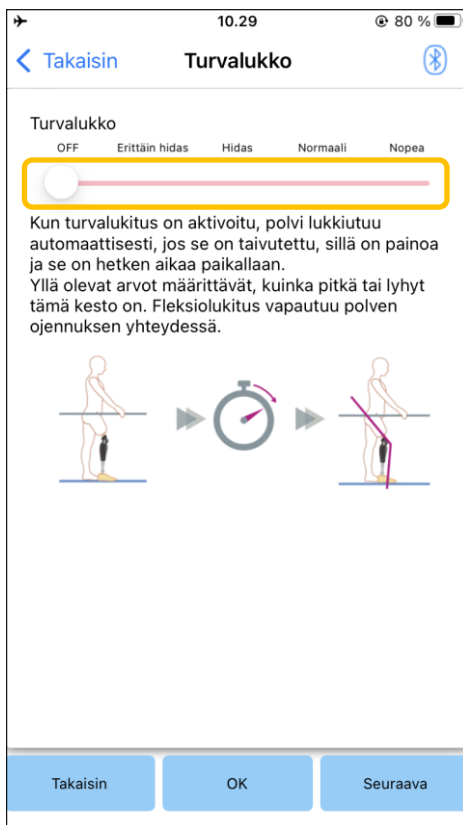 10.29
80 %
Takaisin
Turvalukko
Turvalukko
OFF Erittäin hidas Hidas Normaali Nopea
Kun turvalukitus on aktivoitu, polvi lukkiutuu
automaattisesti, jos se on taivutettu, sillä on painoa
ja se on hetken aikaa paikallaan.
Yllä olevat arvot määrittävät, kuinka pitkä tai lyhyt
tämä kesto on. Fleksiolukitus vapautuu polven
ojennuksen yhteydessä.
Takaisin OK Seuraava